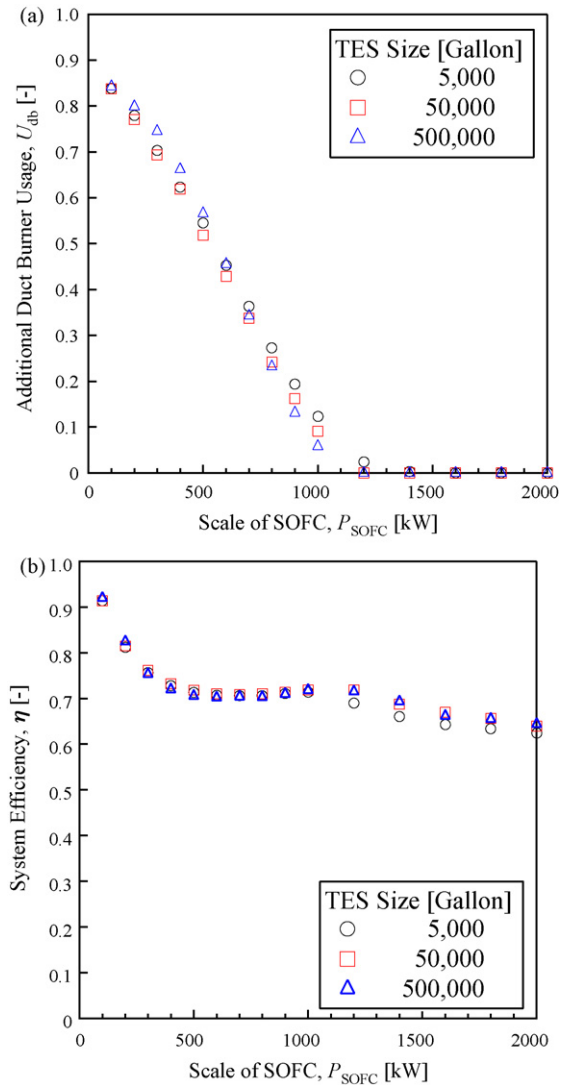 (a)
1.0
0.9
0.8
0.7
0.6
0.5
0.4
0.3
0.2
0.1
0
Additional Duct Burner Usage, U_db [-]
TES Size [Gallon]
5,000
50,000
500,000
0 500 1000 1500 2000
Scale of SOFC, P_SOFC [kW]
(b)
1.0
0.9
0.8
0.7
0.6
0.5
0.4
0.3
0.2
0.1
0
System Efficiency, η [-]
TES Size [Gallon]
5,000
50,000
500,000
0 500 1000 1500 2000
Scale of SOFC, P_SOFC [kW]